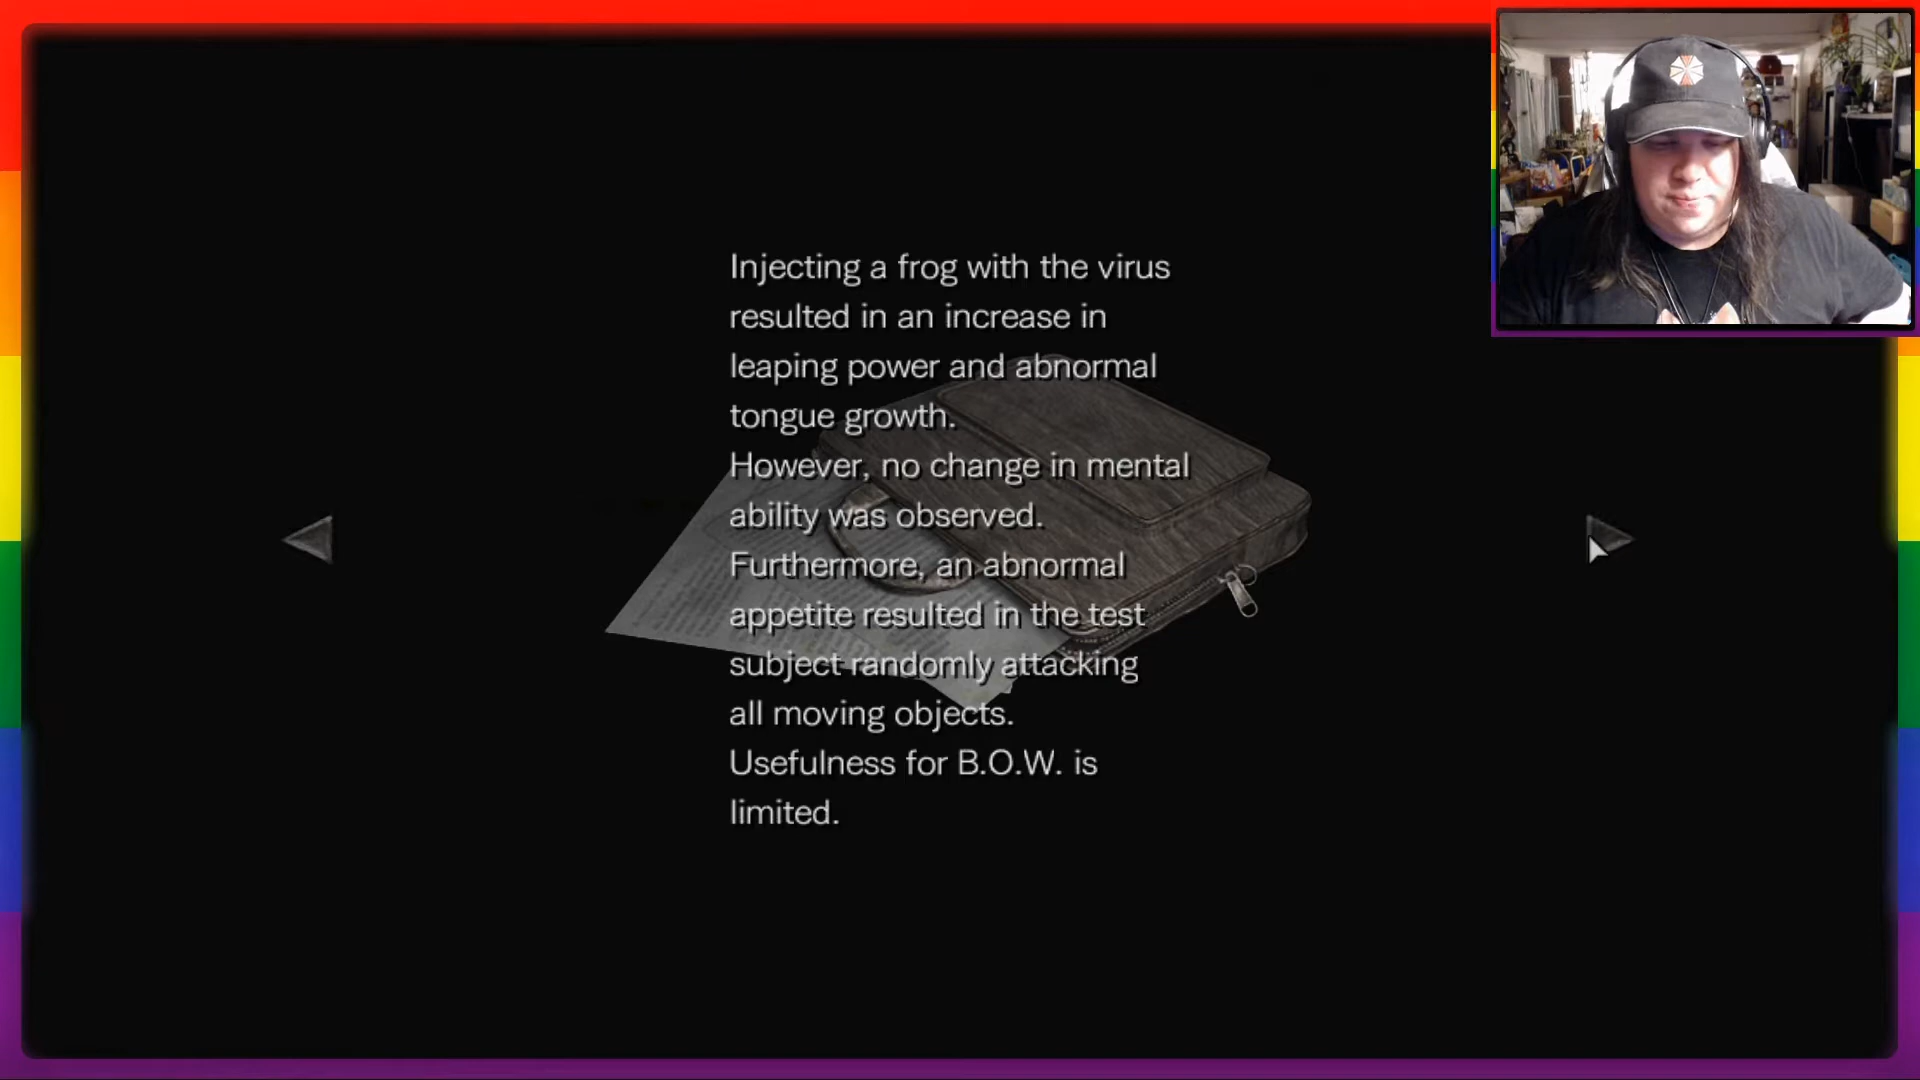 Injecting a frog with the virus
resulted in an increase in
leaping power and abnormal
tongue growth.
However, no change in mental
ability was observed.
Furthermore, an abnormal
appetite resulted in the test
subject randomly attacking
all moving objects.
Usefulness for B.O.W. is
limited.